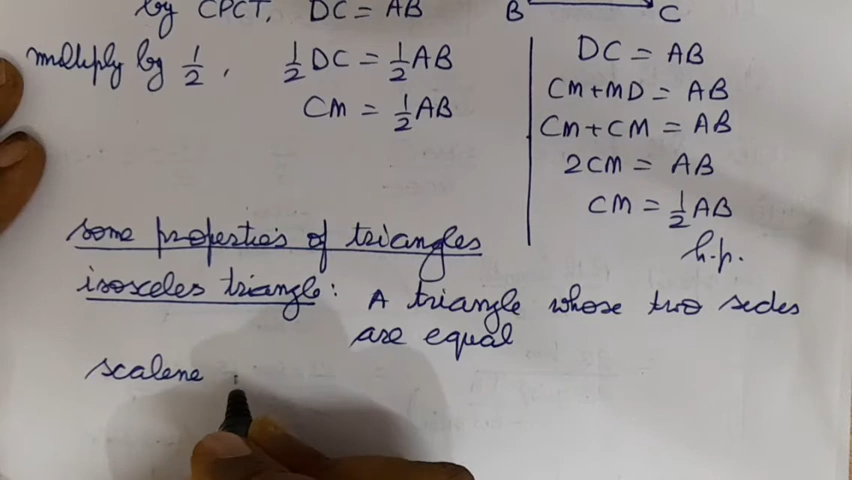 by CPCT, DC = AB
B C
multiply by 1/2, 1/2 DC = 1/2 AB
CM = 1/2 AB
DC = AB
CM + MD = AB
CM + CM = AB
2CM = AB
CM = 1/2 AB
h.p.
some properties of triangles
isosceles triangle : A triangle whose two sides
are equal
scalene